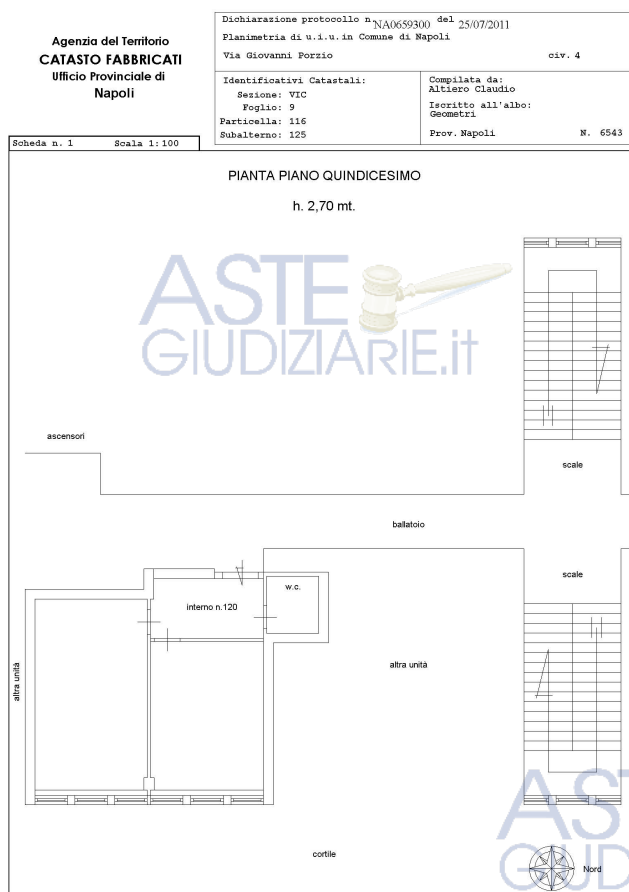 Agenzia del Territorio
CATASTO FABBRICATI
Ufficio Provinciale di
Napoli
Dichiarazione protocollo n. NA0659300 del 25/07/2011
Planimetria di u.i.u. in Comune di Napoli
Via Giovanni Porzio civ. 4
Identificativi Catastali:
Sezione: VIC
Foglio: 9
Particella: 116
Subalterno: 125
Compilata da:
Altiero Claudio
Iscritto all'albo:
Geometri
Prov. Napoli N. 6543
Scheda n. 1 Scala 1:100
PIANTA PIANO QUINDICESIMO
h. 2,70 mt.
ASTE
GIUDIZIARIE.it
ascensori
scale
ballatoio
scale
w.c.
interno n.120
altra unità
altra unità
cortile
Nord
AS
GIUD